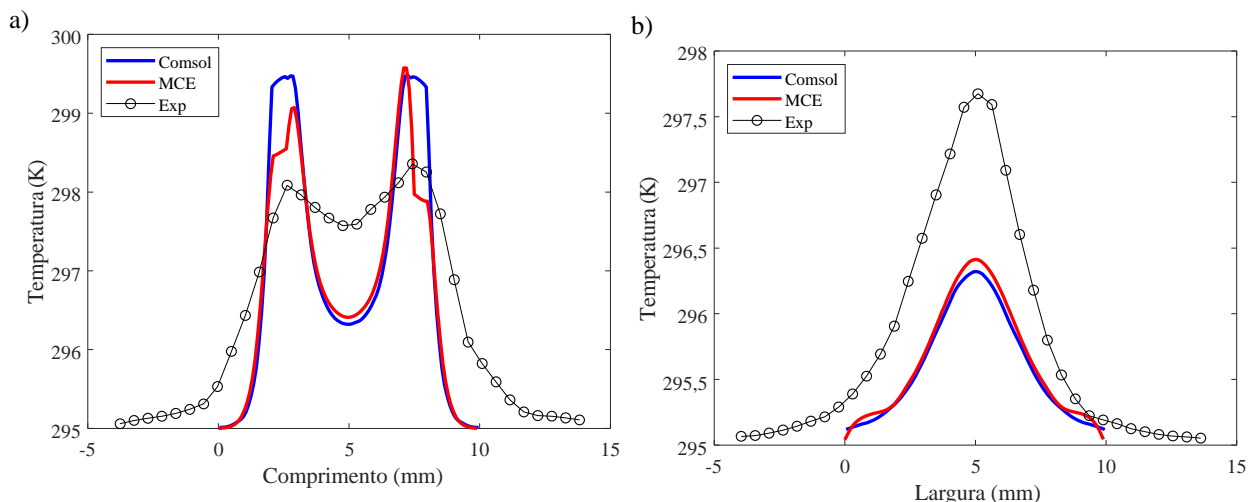 a)
Temperatura (K)
300
299
298
297
296
295
-5
0
5
10
15
Comprimento (mm)
Comsol
MCE
Exp
b)
Temperatura (K)
298
297,5
297
296,5
296
295,5
295
-5
0
5
10
15
Largura (mm)
Comsol
MCE
Exp